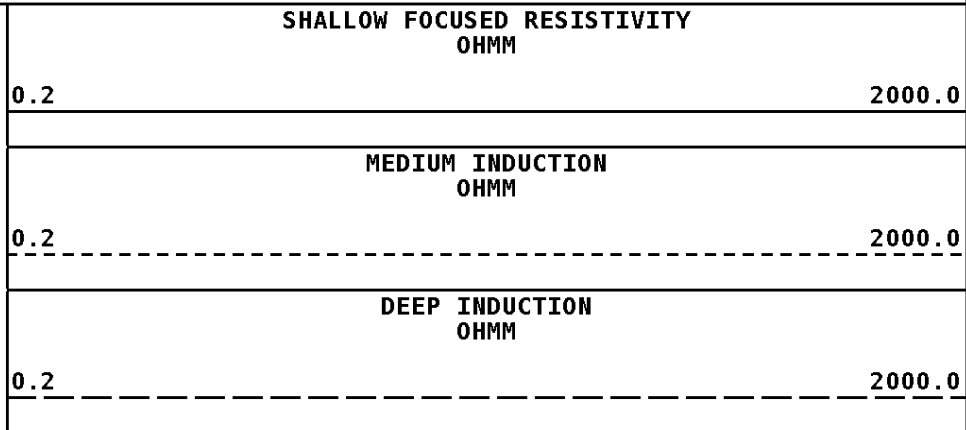 SHALLOW FOCUSED RESISTIVITY
OHMM
0.2 2000.0
MEDIUM INDUCTION
OHMM
0.2 2000.0
DEEP INDUCTION
OHMM
0.2 2000.0